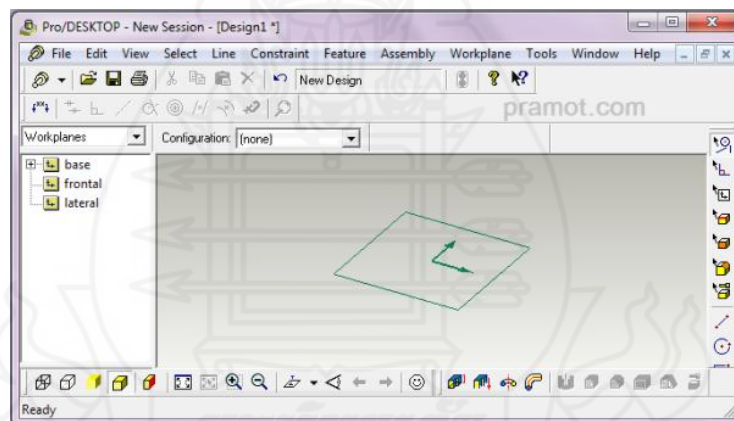 Pro/DESKTOP - New Session - [Design1 *]
File Edit View Select Line Constraint Feature Assembly Workplane Tools Window Help
New Design
pramot.com
Workplanes Configuration: (none)
base
frontal
lateral
Ready